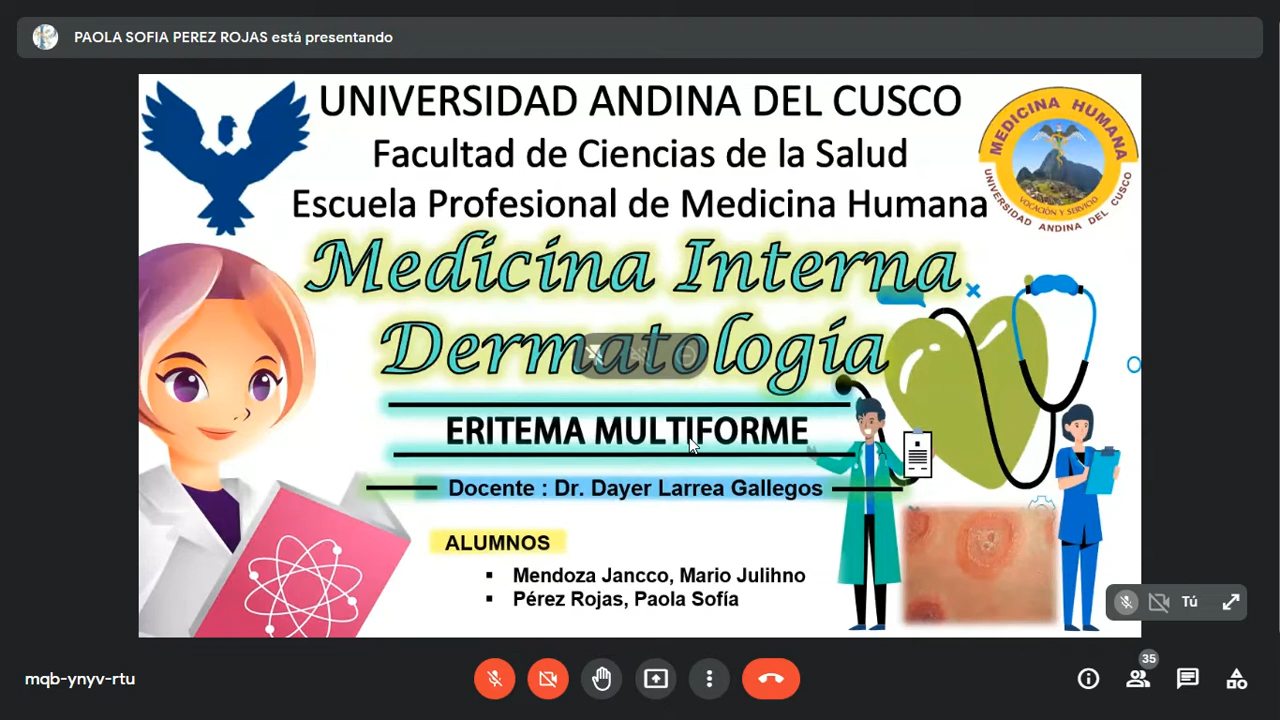 PAOLA SOFIA PEREZ ROJAS está presentando
UNIVERSIDAD ANDINA DEL CUSCO
Facultad de Ciencias de la Salud
Escuela Profesional de Medicina Humana
MEDICINA HUMANA
VOCACIÓN Y SERVICIO
UNIVERSIDAD ANDINA DEL CUSCO
Medicina Interna
Dermatología
ERITEMA MULTIFORME
Docente : Dr. Dayer Larrea Gallegos
ALUMNOS
▪ Mendoza Jancco, Mario Julihno
▪ Pérez Rojas, Paola Sofía
Tú
mqb-ynyv-rtu
35